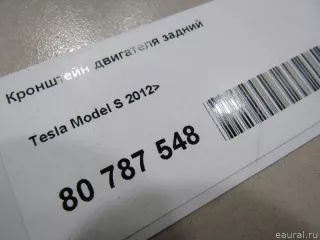 Кронштейн двигателя задний
Tesla Model S 2012>
80 787 548
eaural.ru